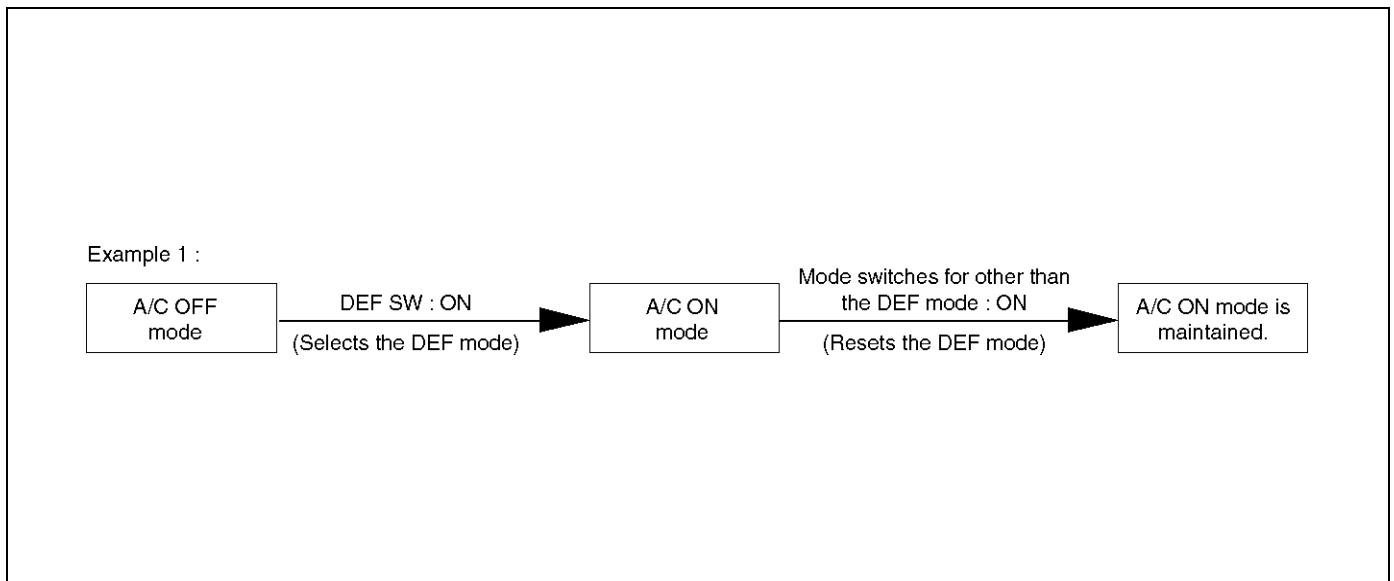 Example 1 :
A/C OFF
mode
DEF SW : ON
(Selects the DEF mode)
A/C ON
mode
Mode switches for other than
the DEF mode : ON
(Resets the DEF mode)
A/C ON mode is
maintained.